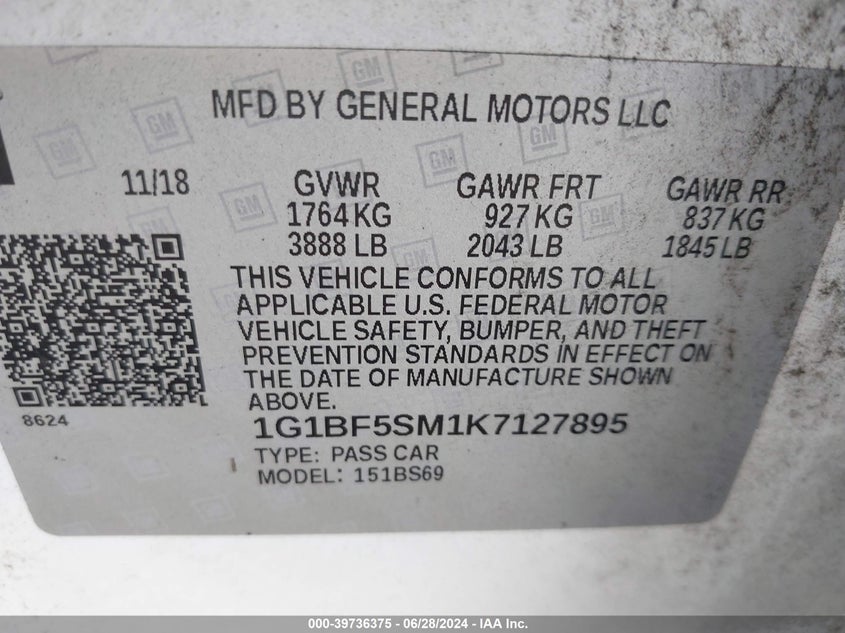 MFD BY GENERAL MOTORS LLC
11/18 GVWR GAWR FRT GAWR RR
1764 KG 927 KG 837 KG
3888 LB 2043 LB 1845 LB
THIS VEHICLE CONFORMS TO ALL
APPLICABLE U.S. FEDERAL MOTOR
VEHICLE SAFETY, BUMPER, AND THEFT
PREVENTION STANDARDS IN EFFECT ON
THE DATE OF MANUFACTURE SHOWN
ABOVE.
8624
1G1BF5SM1K7127895
TYPE: PASS CAR
MODEL: 151BS69
GM
000-39736375 - 06/28/2024 - IAA Inc.